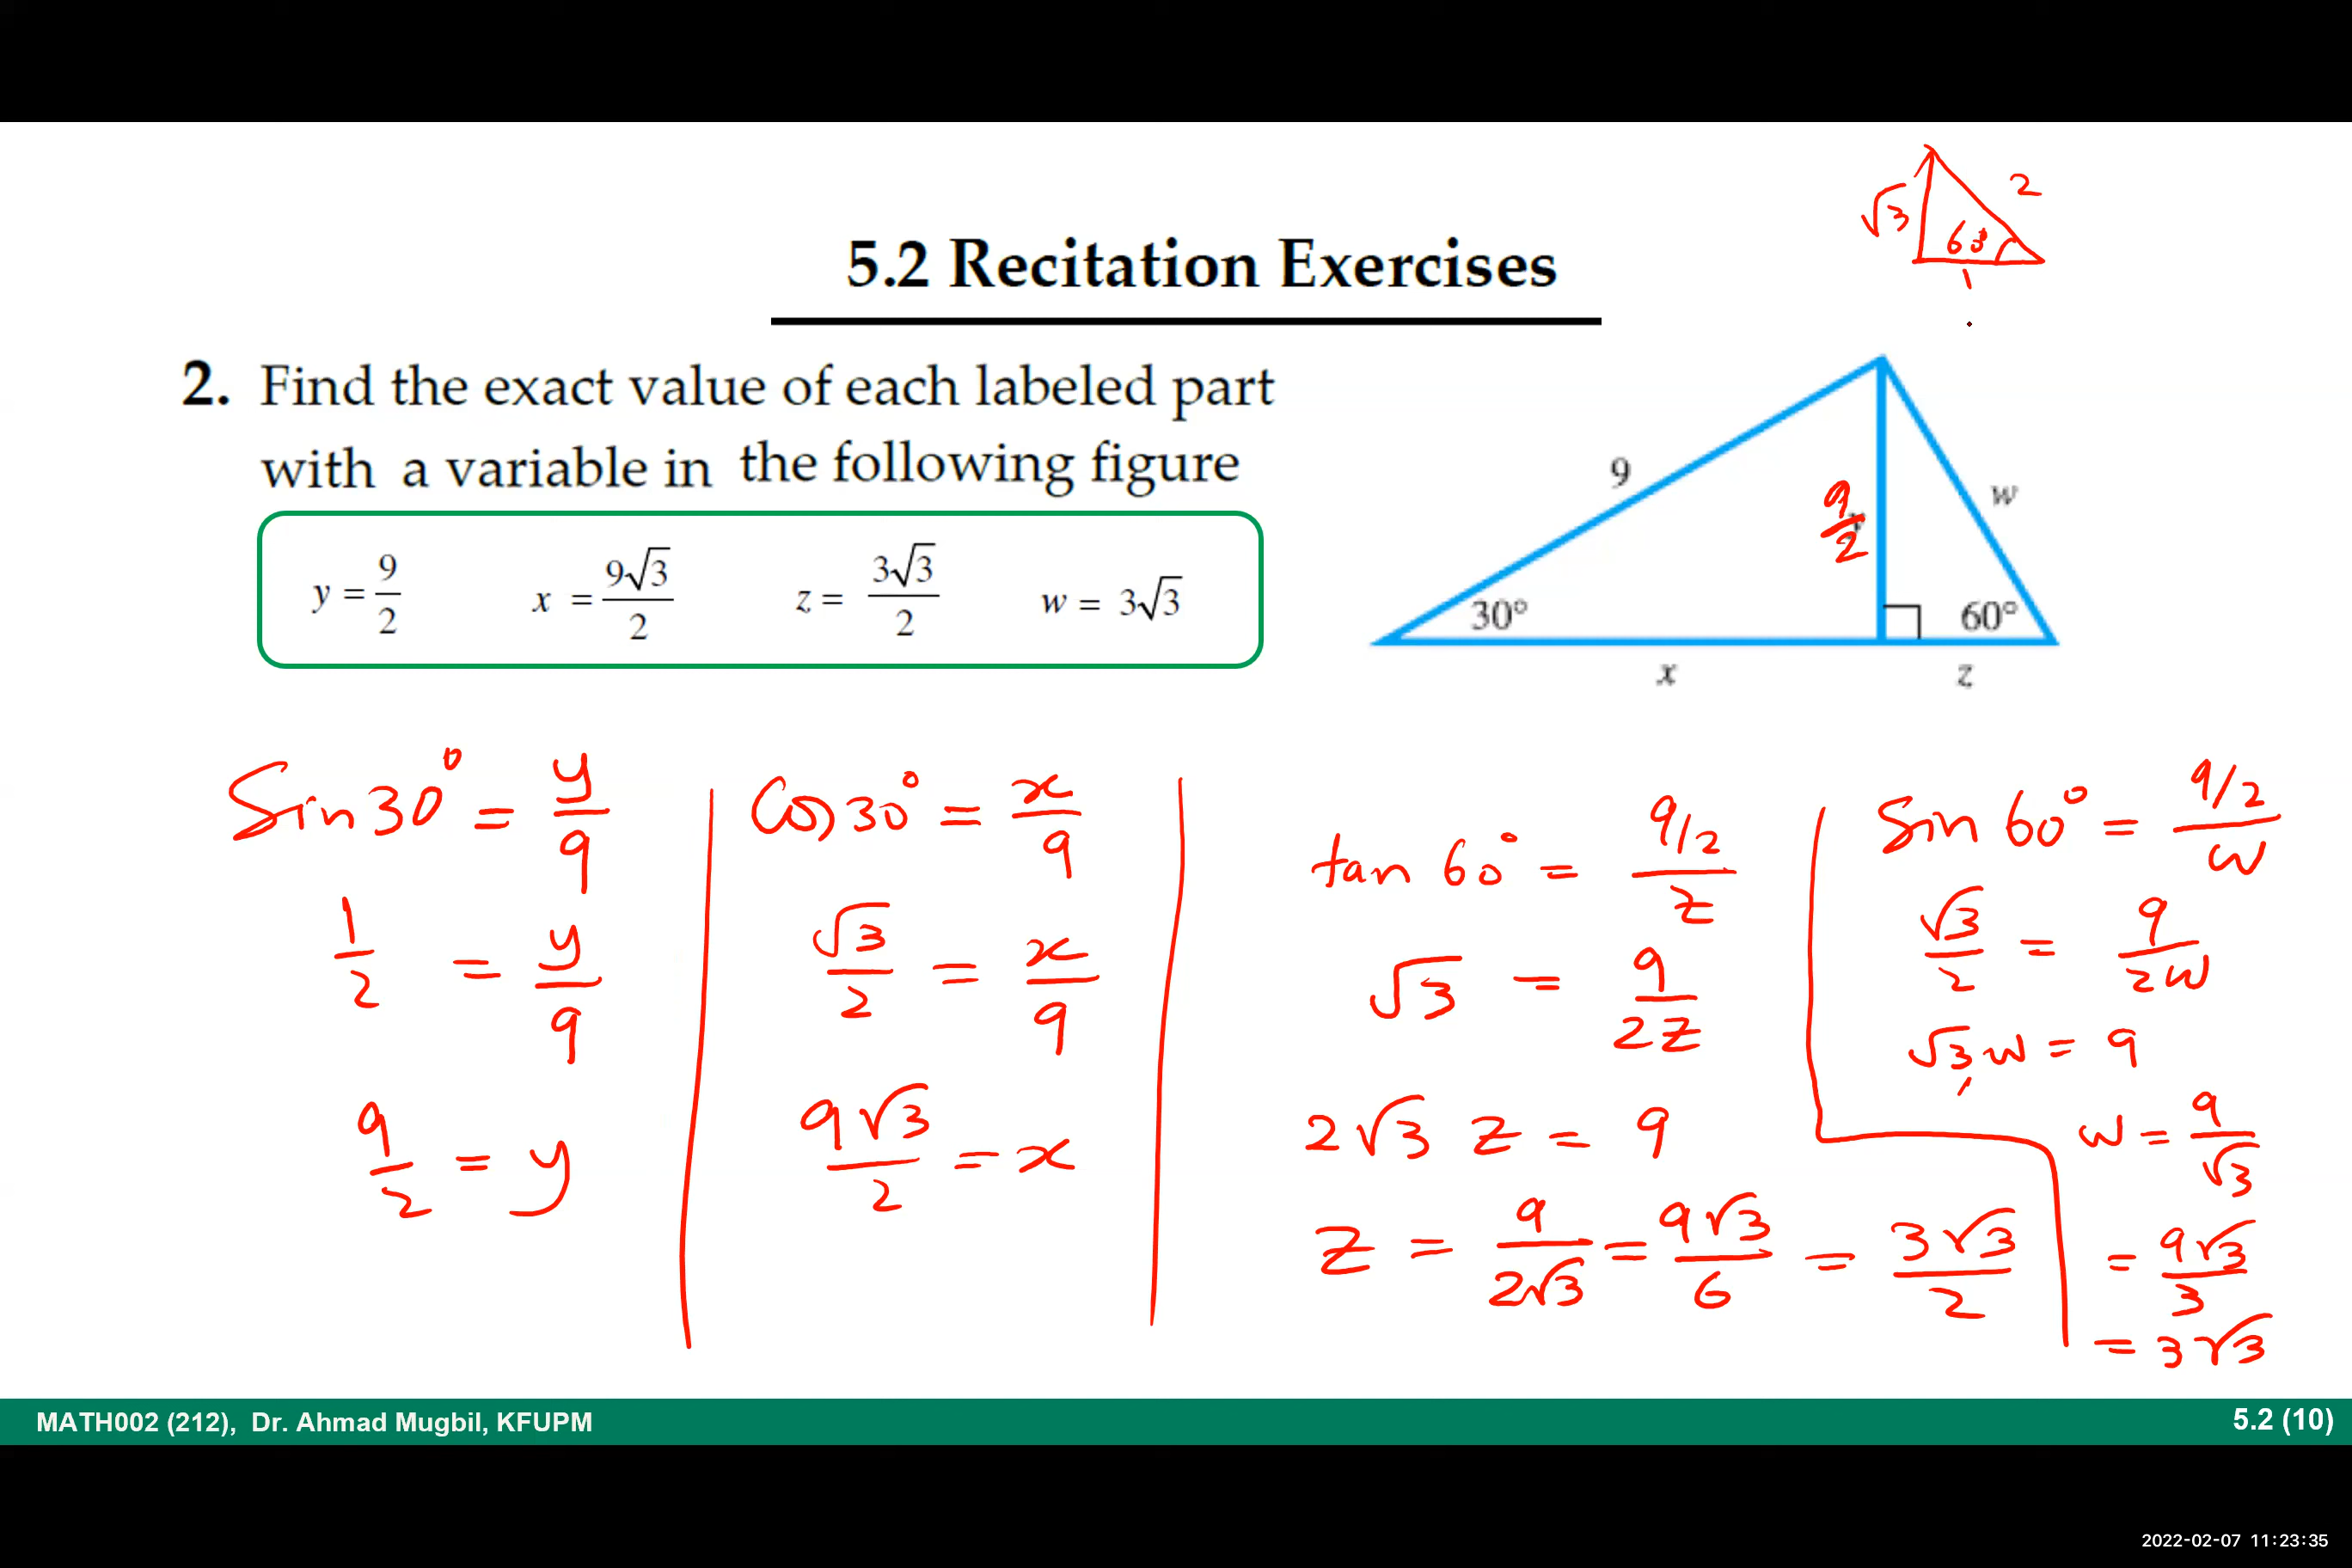 √3
2
60°
1
5.2 Recitation Exercises
2. Find the exact value of each labeled part
with a variable in the following figure
y = 9/2 x = 9√3/2 z = 3√3/2 w = 3√3
9
9/2
w
30°
60°
x
z
Sin 30° = y/9
1/2 = y/9
9/2 = y
Cos 30° = x/9
√3/2 = x/9
9√3/2 = x
tan 60° = 9/2/z
√3 = 9/2z
2√3 z = 9
z = 9/2√3 = 9√3/6 = 3√3/2
Sin 60° = 9/2/w
√3/2 = 9/2w
√3 w = 9
w = 9/√3
= 9√3/3
= 3√3
MATH002 (212), Dr. Ahmad Mugbil, KFUPM
5.2 (10)
2022-02-07 11:23:35